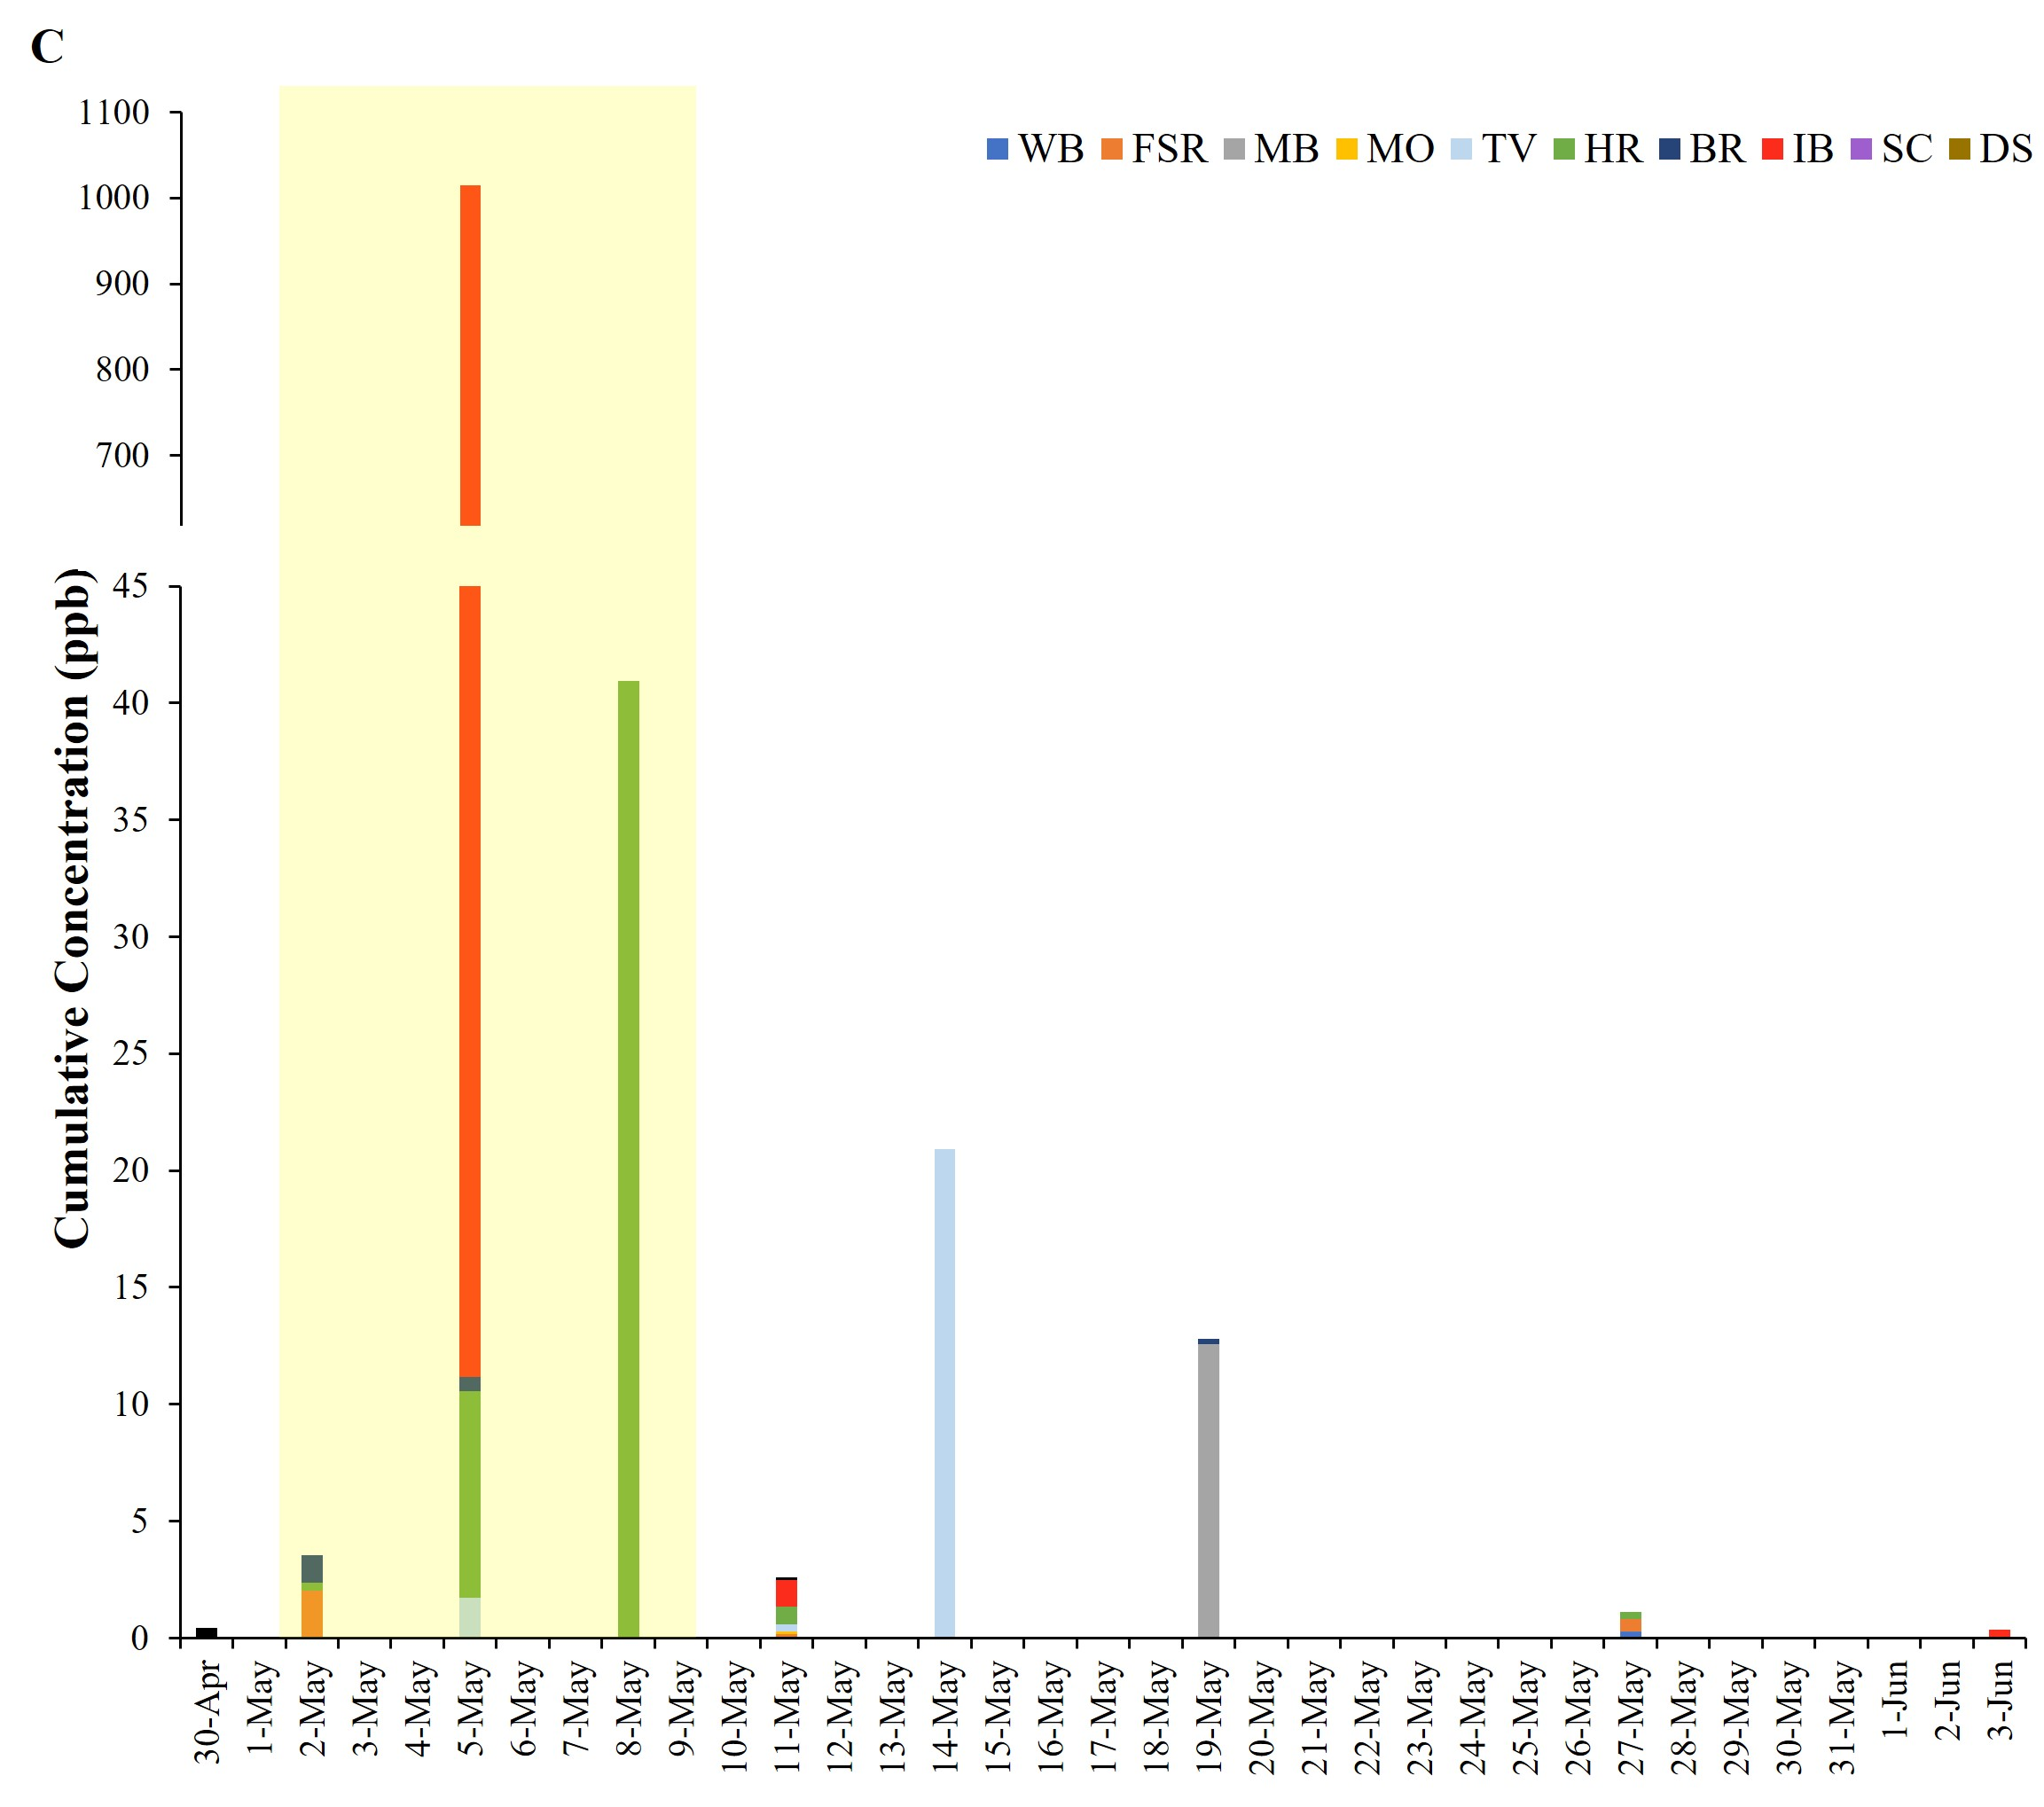 C
1100
1000
900
800
700
WB FSR MB MO TV HR BR IB SC DS
Cumulative Concentration (ppb)
45
40
35
30
25
20
15
10
5
0
30-Apr
1-May
2-May
3-May
4-May
5-May
6-May
7-May
8-May
9-May
10-May
11-May
12-May
13-May
14-May
15-May
16-May
17-May
18-May
19-May
20-May
21-May
22-May
23-May
24-May
25-May
26-May
27-May
28-May
29-May
30-May
31-May
1-Jun
2-Jun
3-Jun